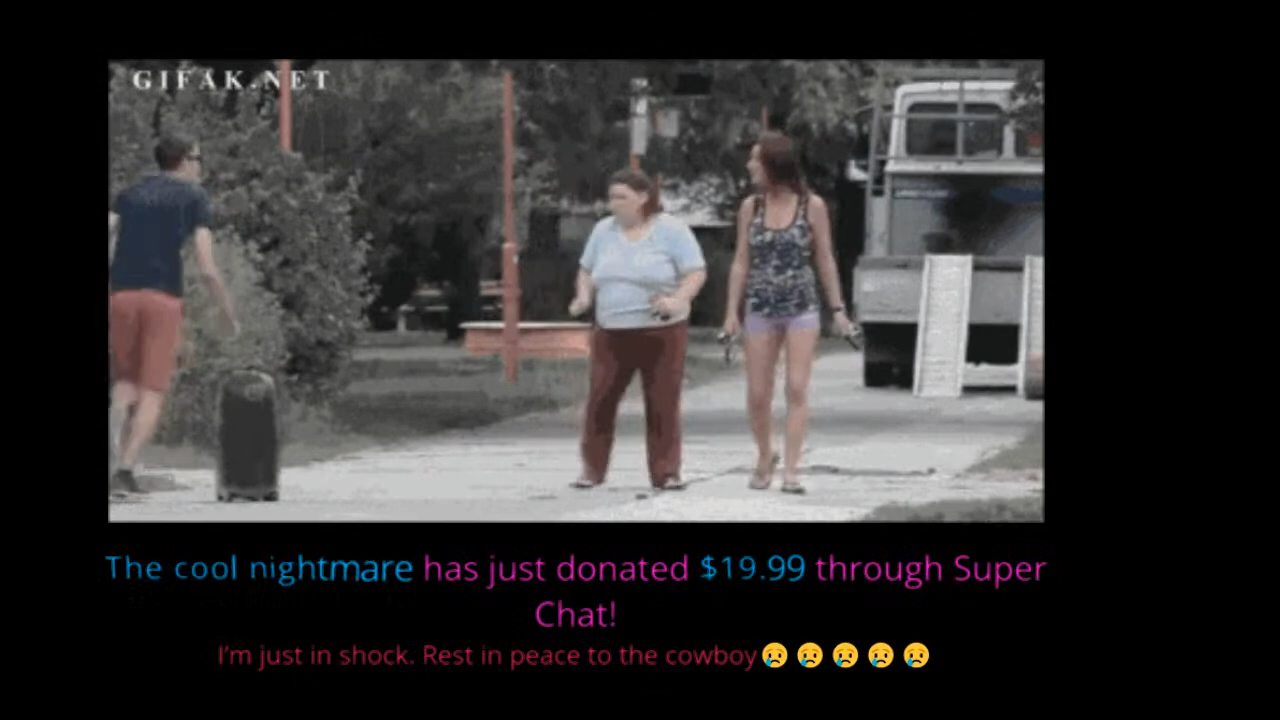 GIFAK.NET
The cool nightmare has just donated $19.99 through Super
Chat!
I'm just in shock. Rest in peace to the cowboy😢😢😢😢😢